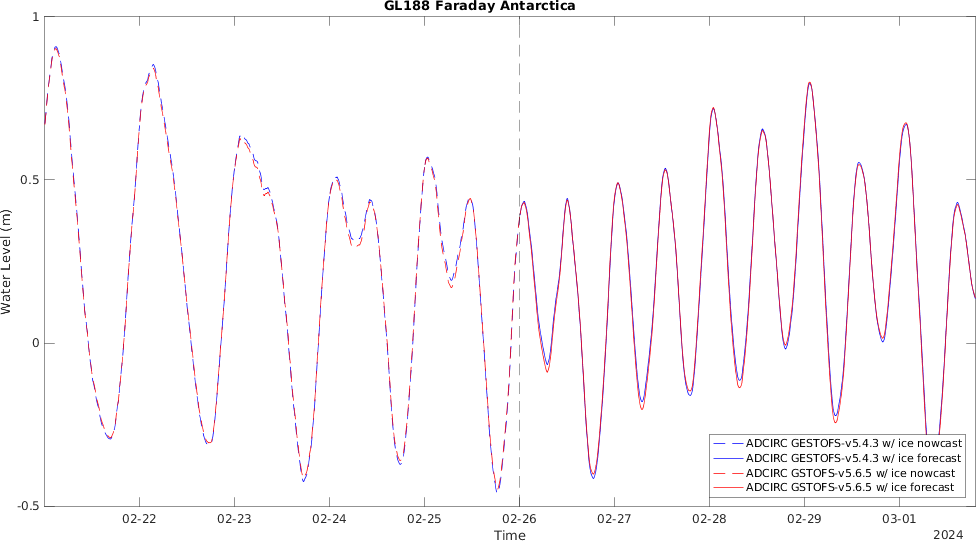 GL188 Faraday Antarctica
1
0.5
0
-0.5
Water Level (m)
ADCIRC GESTOFS-v5.4.3 w/ ice nowcast
ADCIRC GESTOFS-v5.4.3 w/ ice forecast
ADCIRC GSTOFS-v5.6.5 w/ ice nowcast
ADCIRC GSTOFS-v5.6.5 w/ ice forecast
02-22 02-23 02-24 02-25 02-26 02-27 02-28 02-29 03-01
Time
2024